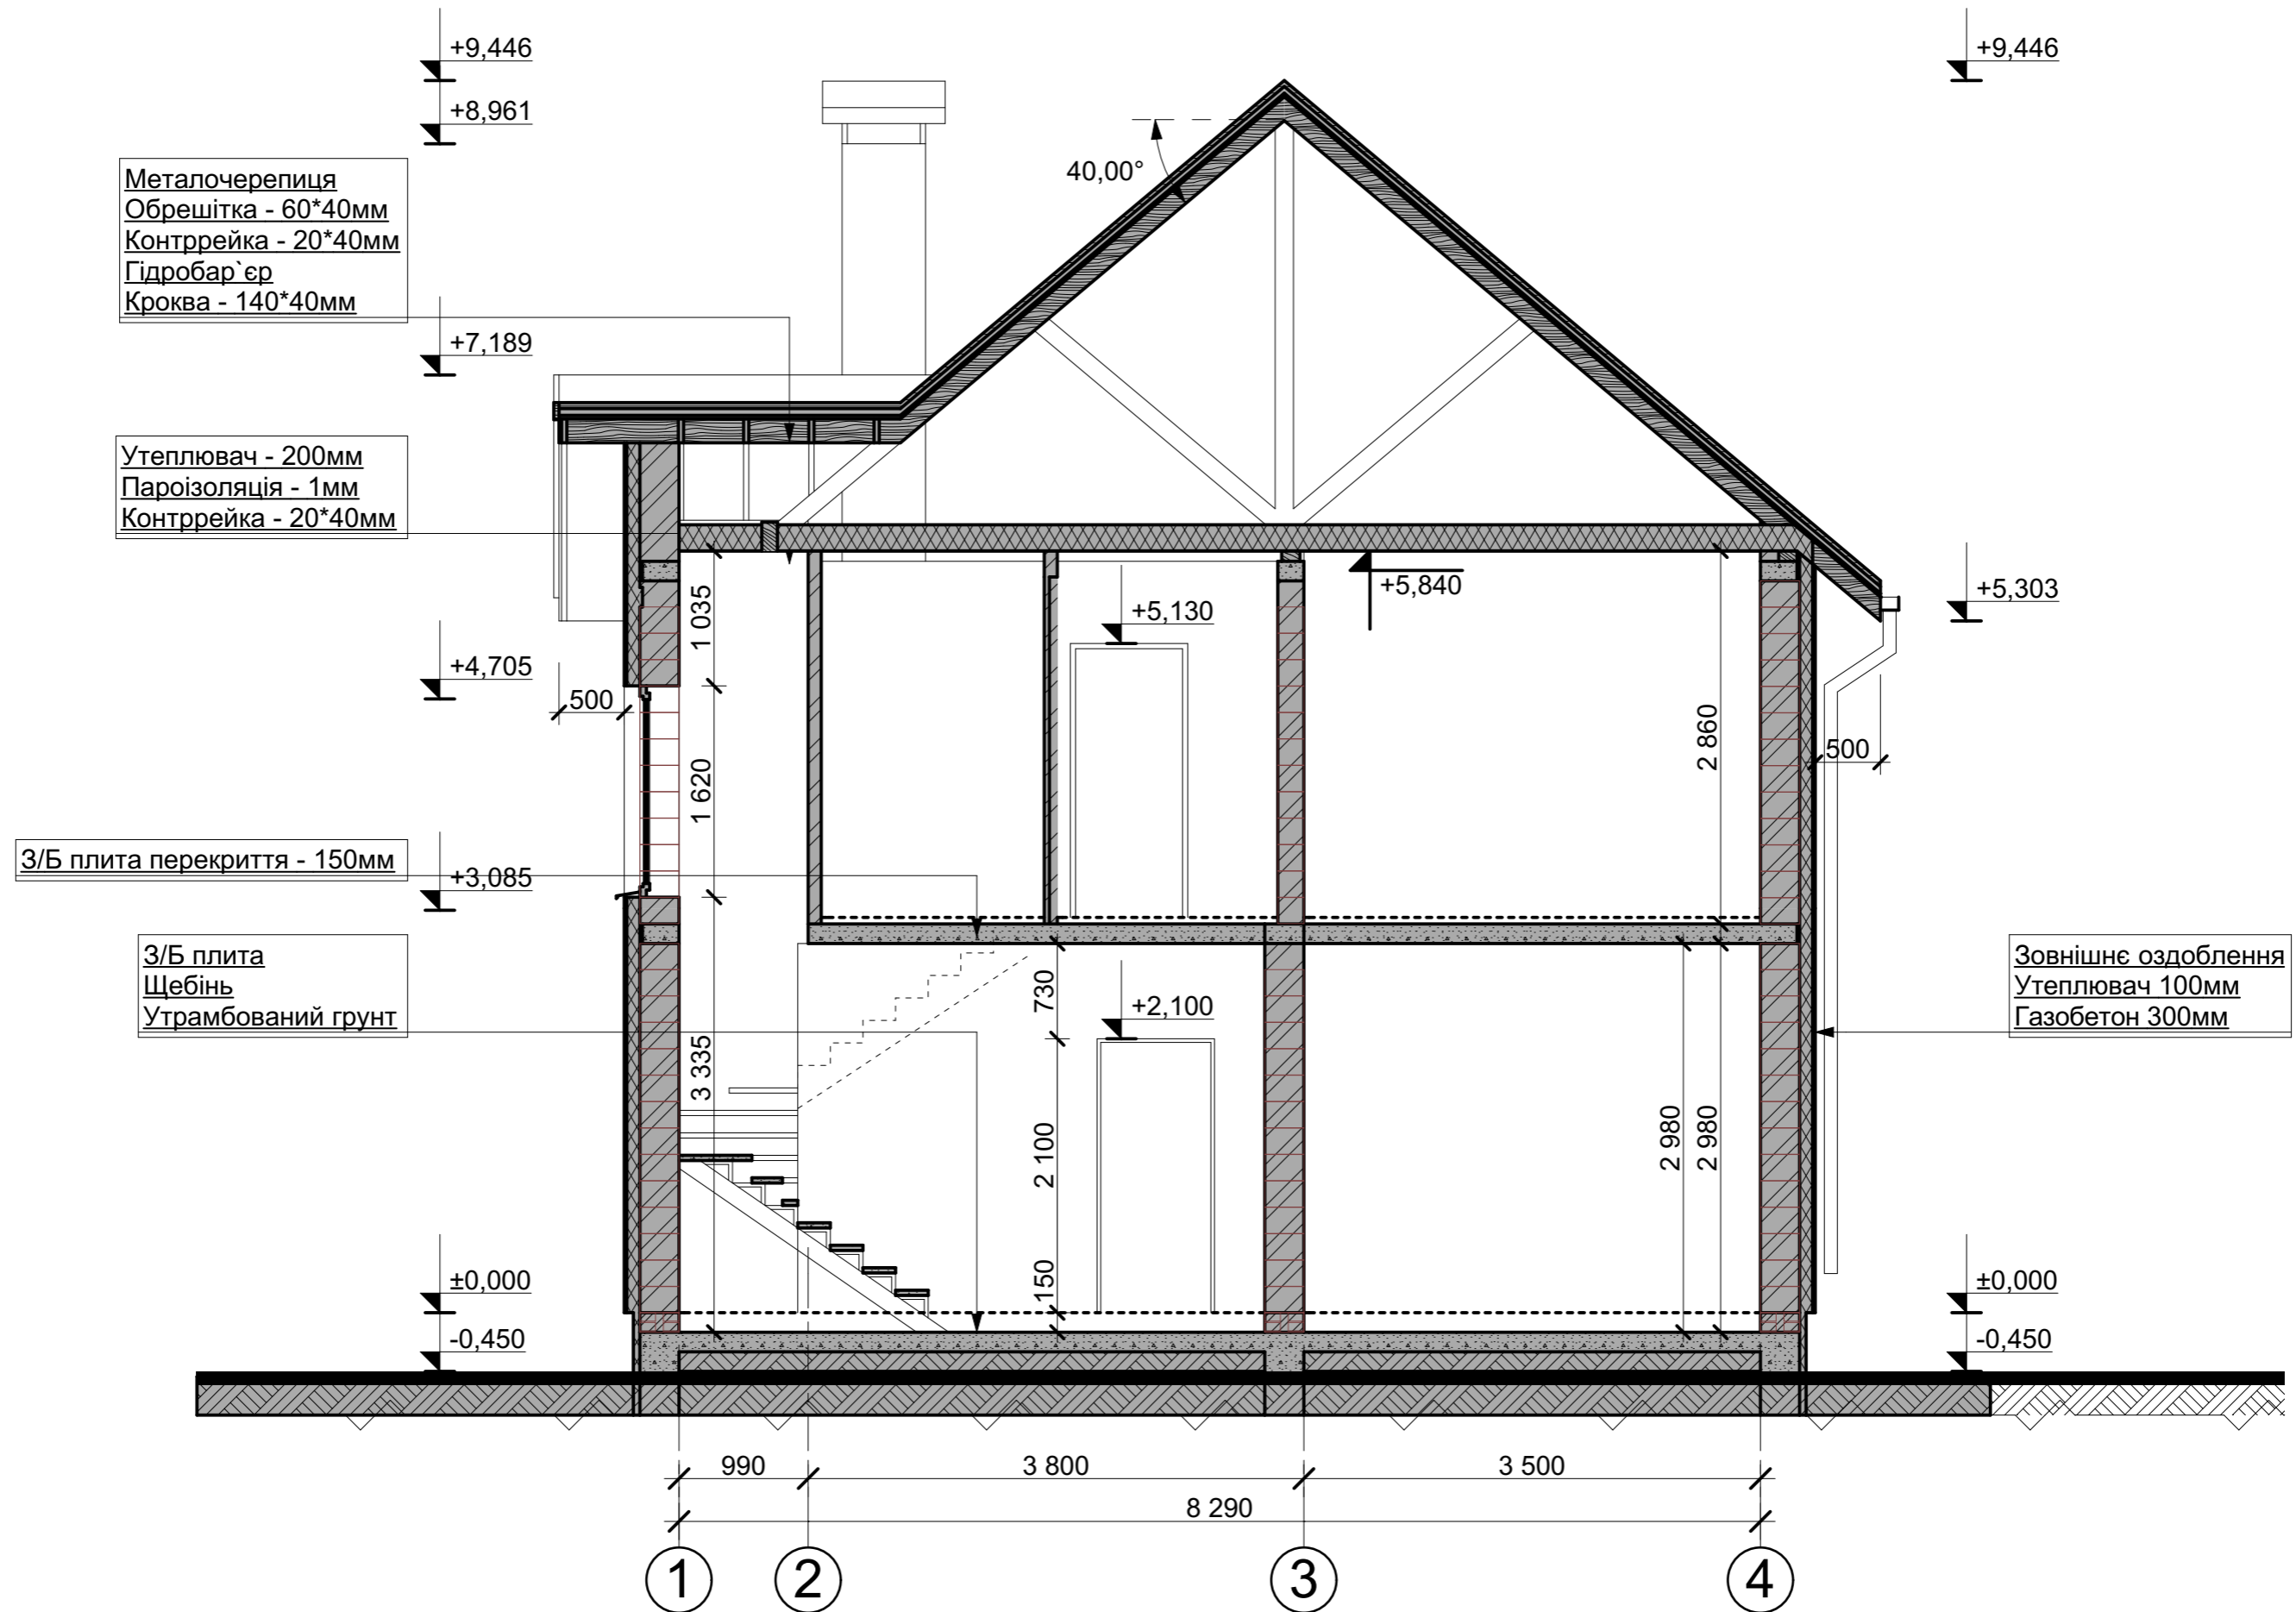 +9,446
+9,446
+8,961
40,00°
Металочерепиця
Обрешітка - 60*40мм
Контррейка - 20*40мм
Гідробар`єр
Кроква - 140*40мм
+7,189
Утеплювач - 200мм
Пароізоляція - 1мм
Контррейка - 20*40мм
+5,840
+5,303
+5,130
1 035
+4,705
500
2 860
500
1 620
З/Б плита перекриття - 150мм
+3,085
З/Б плита
Щебінь
Утрамбований грунт
Зовнішнє оздоблення
Утеплювач 100мм
Газобетон 300мм
730
+2,100
3 335
2 100
2 980
2 980
150
±0,000
±0,000
-0,450
-0,450
990
3 800
3 500
8 290
1
2
3
4